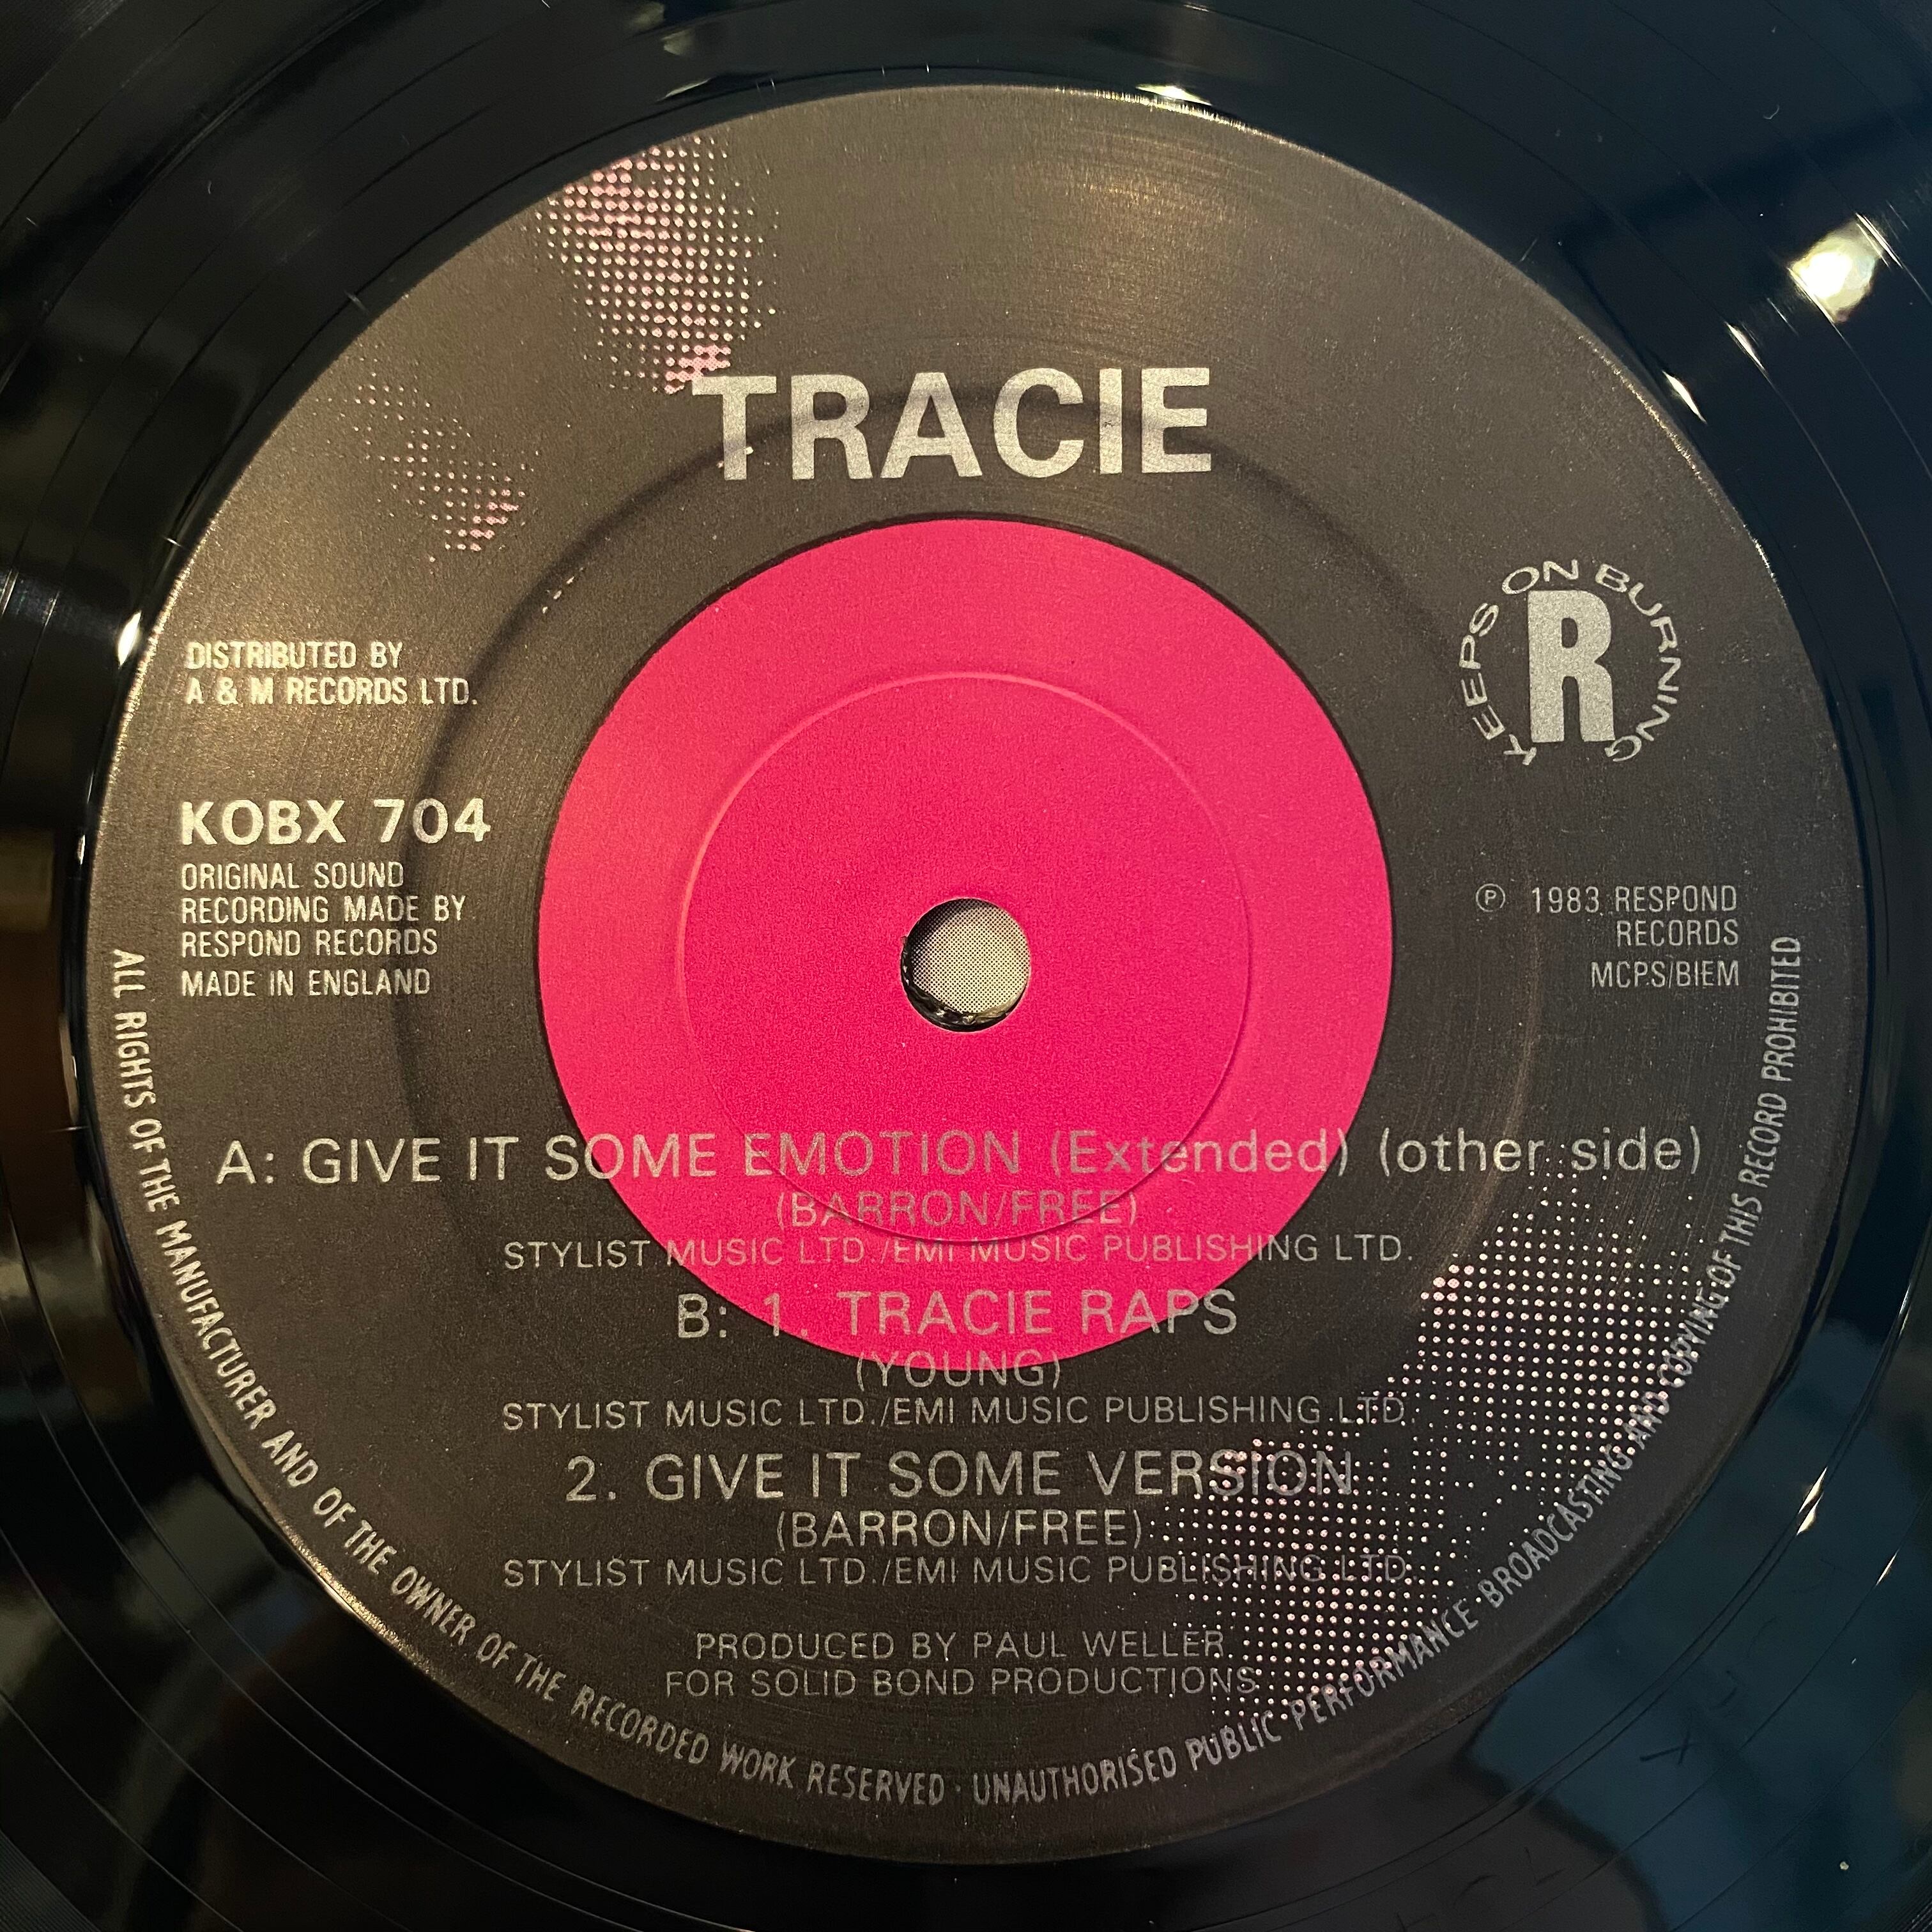 TRACIE
KEEPS ON BURNING
R
DISTRIBUTED BY
A & M RECORDS LTD.
KOBX 704
ORIGINAL SOUND
RECORDING MADE BY
RESPOND RECORDS
MADE IN ENGLAND
℗ 1983 RESPOND
RECORDS
MCPS/BIEM
A: GIVE IT SOME EMOTION (Extended) (other side)
(BARRON/FREE)
STYLIST MUSIC LTD./EMI MUSIC PUBLISHING LTD.
B: 1. TRACIE RAPS
(YOUNG)
STYLIST MUSIC LTD./EMI MUSIC PUBLISHING LTD.
2. GIVE IT SOME VERSION
(BARRON/FREE)
STYLIST MUSIC LTD./EMI MUSIC PUBLISHING LTD.
PRODUCED BY PAUL WELLER.
FOR SOLID BOND PRODUCTIONS
ALL RIGHTS OF THE MANUFACTURER AND OF THE OWNER OF THE RECORDED WORK RESERVED · UNAUTHORISED PUBLIC PERFORMANCE · BROADCASTING AND COPYING OF THIS RECORD PROHIBITED